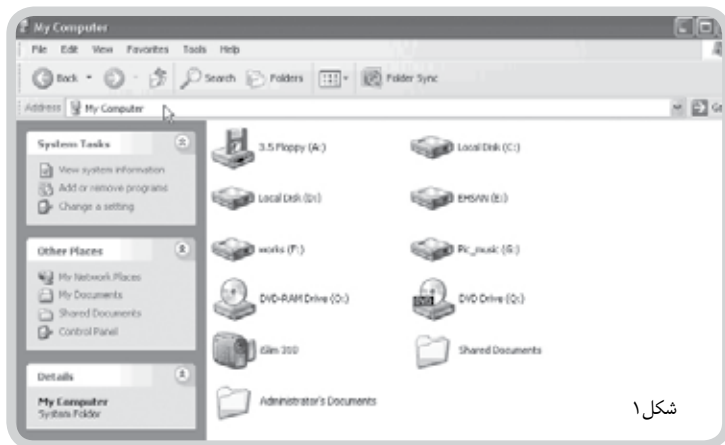 My Computer
File Edit View Favorites Tools Help
Back Search Folders Folder Sync
Address My Computer
System Tasks
View system information
Add or remove programs
Change a setting
Other Places
My Network Places
My Documents
Shared Documents
Control Panel
Details
My Computer
System Folder
3.5 Floppy (A:) Local Disk (C:)
Local Disk (D:) EHSAN (E:)
works (F:) Pic_music (G:)
DVD-RAM Drive (O:) DVD Drive (Q:)
Shared Documents
Administrator's Documents
شکل۱